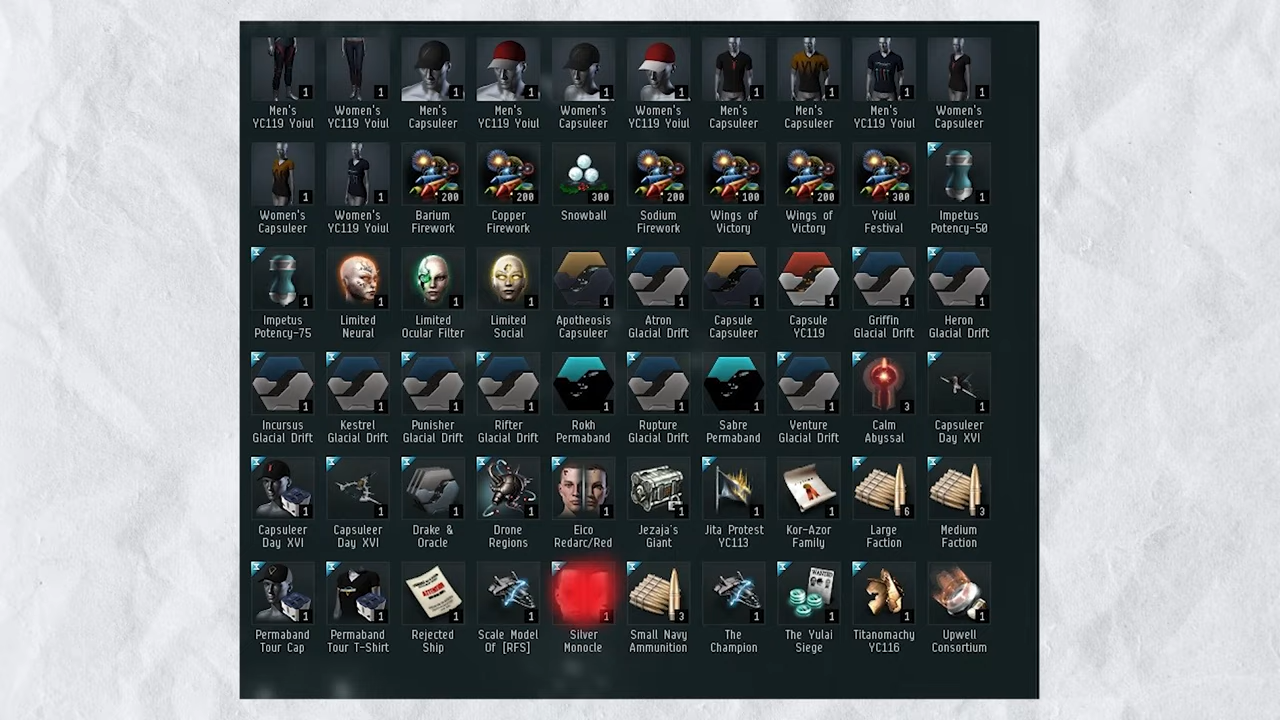 1 1 1 1 1 1 1 1 1 1
Men's Women's Men's Men's Women's Women's Men's Men's Men's Women's
YC119 Yoiul YC119 Yoiul Capsuleer YC119 Yoiul Capsuleer YC119 Yoiul Capsuleer Capsuleer YC119 Yoiul Capsuleer
1 1 200 200 300 200 100 200 300 1
Women's Women's Barium Copper Snowball Sodium Wings of Wings of Yoiul Impetus
Capsuleer YC119 Yoiul Firework Firework Firework Victory Victory Festival Potency-50
1 1 1 1 1 1 1 1 1 1
Impetus Limited Limited Limited Apotheosis Atron Capsule Capsule Griffin Heron
Potency-75 Neural Ocular Filter Social Capsuleer Glacial Drift Capsuleer YC119 Glacial Drift Glacial Drift
1 1 1 1 1 1 1 1 3 1
Incursus Kestrel Punisher Rifter Rokh Rupture Sabre Venture Calm Capsuleer
Glacial Drift Glacial Drift Glacial Drift Glacial Drift Permaband Glacial Drift Permaband Glacial Drift Abyssal Day XVI
1 1 1 1 1 1 1 1 6 3
Capsuleer Capsuleer Drake & Drone Eico Jezaja's Jita Protest Kor-Azor Large Medium
Day XVI Day XVI Oracle Regions Redarc/Red Giant YC113 Family Faction Faction
WANTED
1 1 1 1 1 3 1 1 1 1
Permaband Permaband Rejected Scale Model Silver Small Navy The The Yulai Titanomachy Upwell
Tour Cap Tour T-Shirt Ship Of [RFS] Monocle Ammunition Champion Siege YC116 Consortium